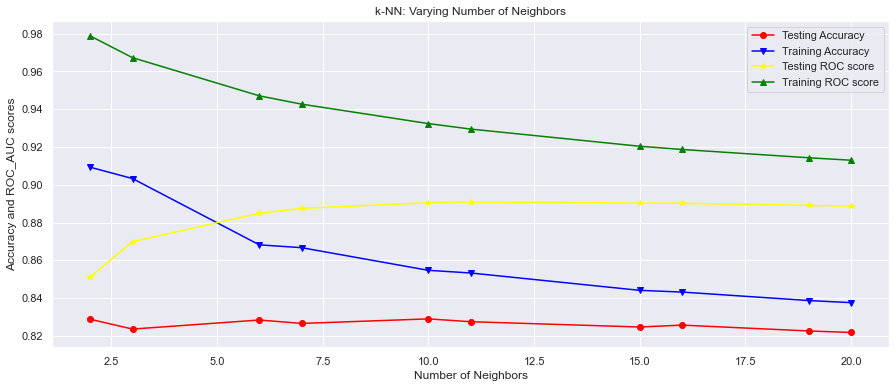 k-NN: Varying Number of Neighbors
Testing Accuracy
Training Accuracy
Testing ROC score
Training ROC score
Accuracy and ROC_AUC scores
0.98
0.96
0.94
0.92
0.90
0.88
0.86
0.84
0.82
2.5 5.0 7.5 10.0 12.5 15.0 17.5 20.0
Number of Neighbors